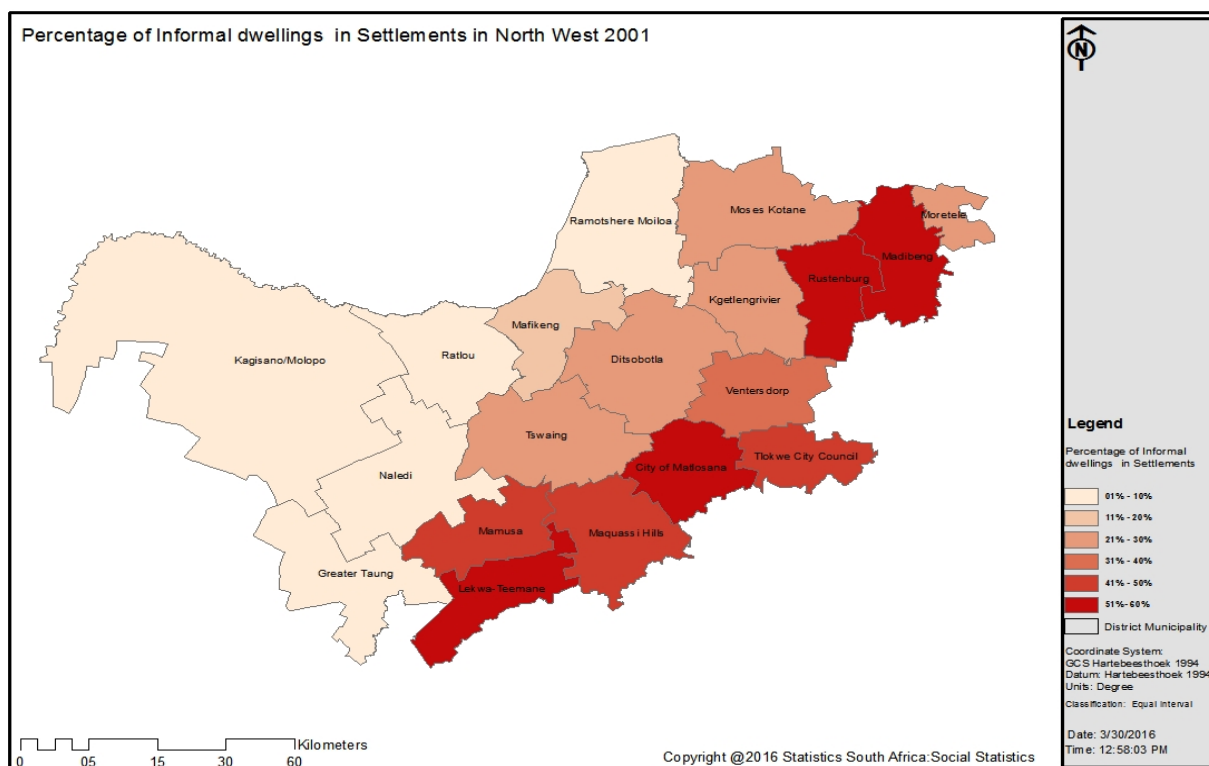 Percentage of Informal dwellings in Settlements in North West 2001
N
Ramotshere Moiloa
Moses Kotane
Moretele
Madibeng
Rustenburg
Kgetlengrivier
Mafikeng
Ratlou
Ditsobotla
Kagisano/Molopo
Ventersdorp
Tswaing
Tlokwe City Council
City of Matlosana
Naledi
Mamusa
Maquassi Hills
Greater Taung
Lekwa-Teemane
Legend
Percentage of Informal
dwellings in Settlements
01% - 10%
11% - 20%
21% - 30%
31% - 40%
41% - 50%
51%- 60%
District Municipality
Coordinate System:
GCS Hartebeesthoek 1994
Datum: Hartebeesthoek 1994
Units: Degree
Classification: Equal Interval
Date: 3/30/2016
Time: 12:58:03 PM
Kilometers
0 05 15 30 60
Copyright @2016 Statistics South Africa:Social Statistics